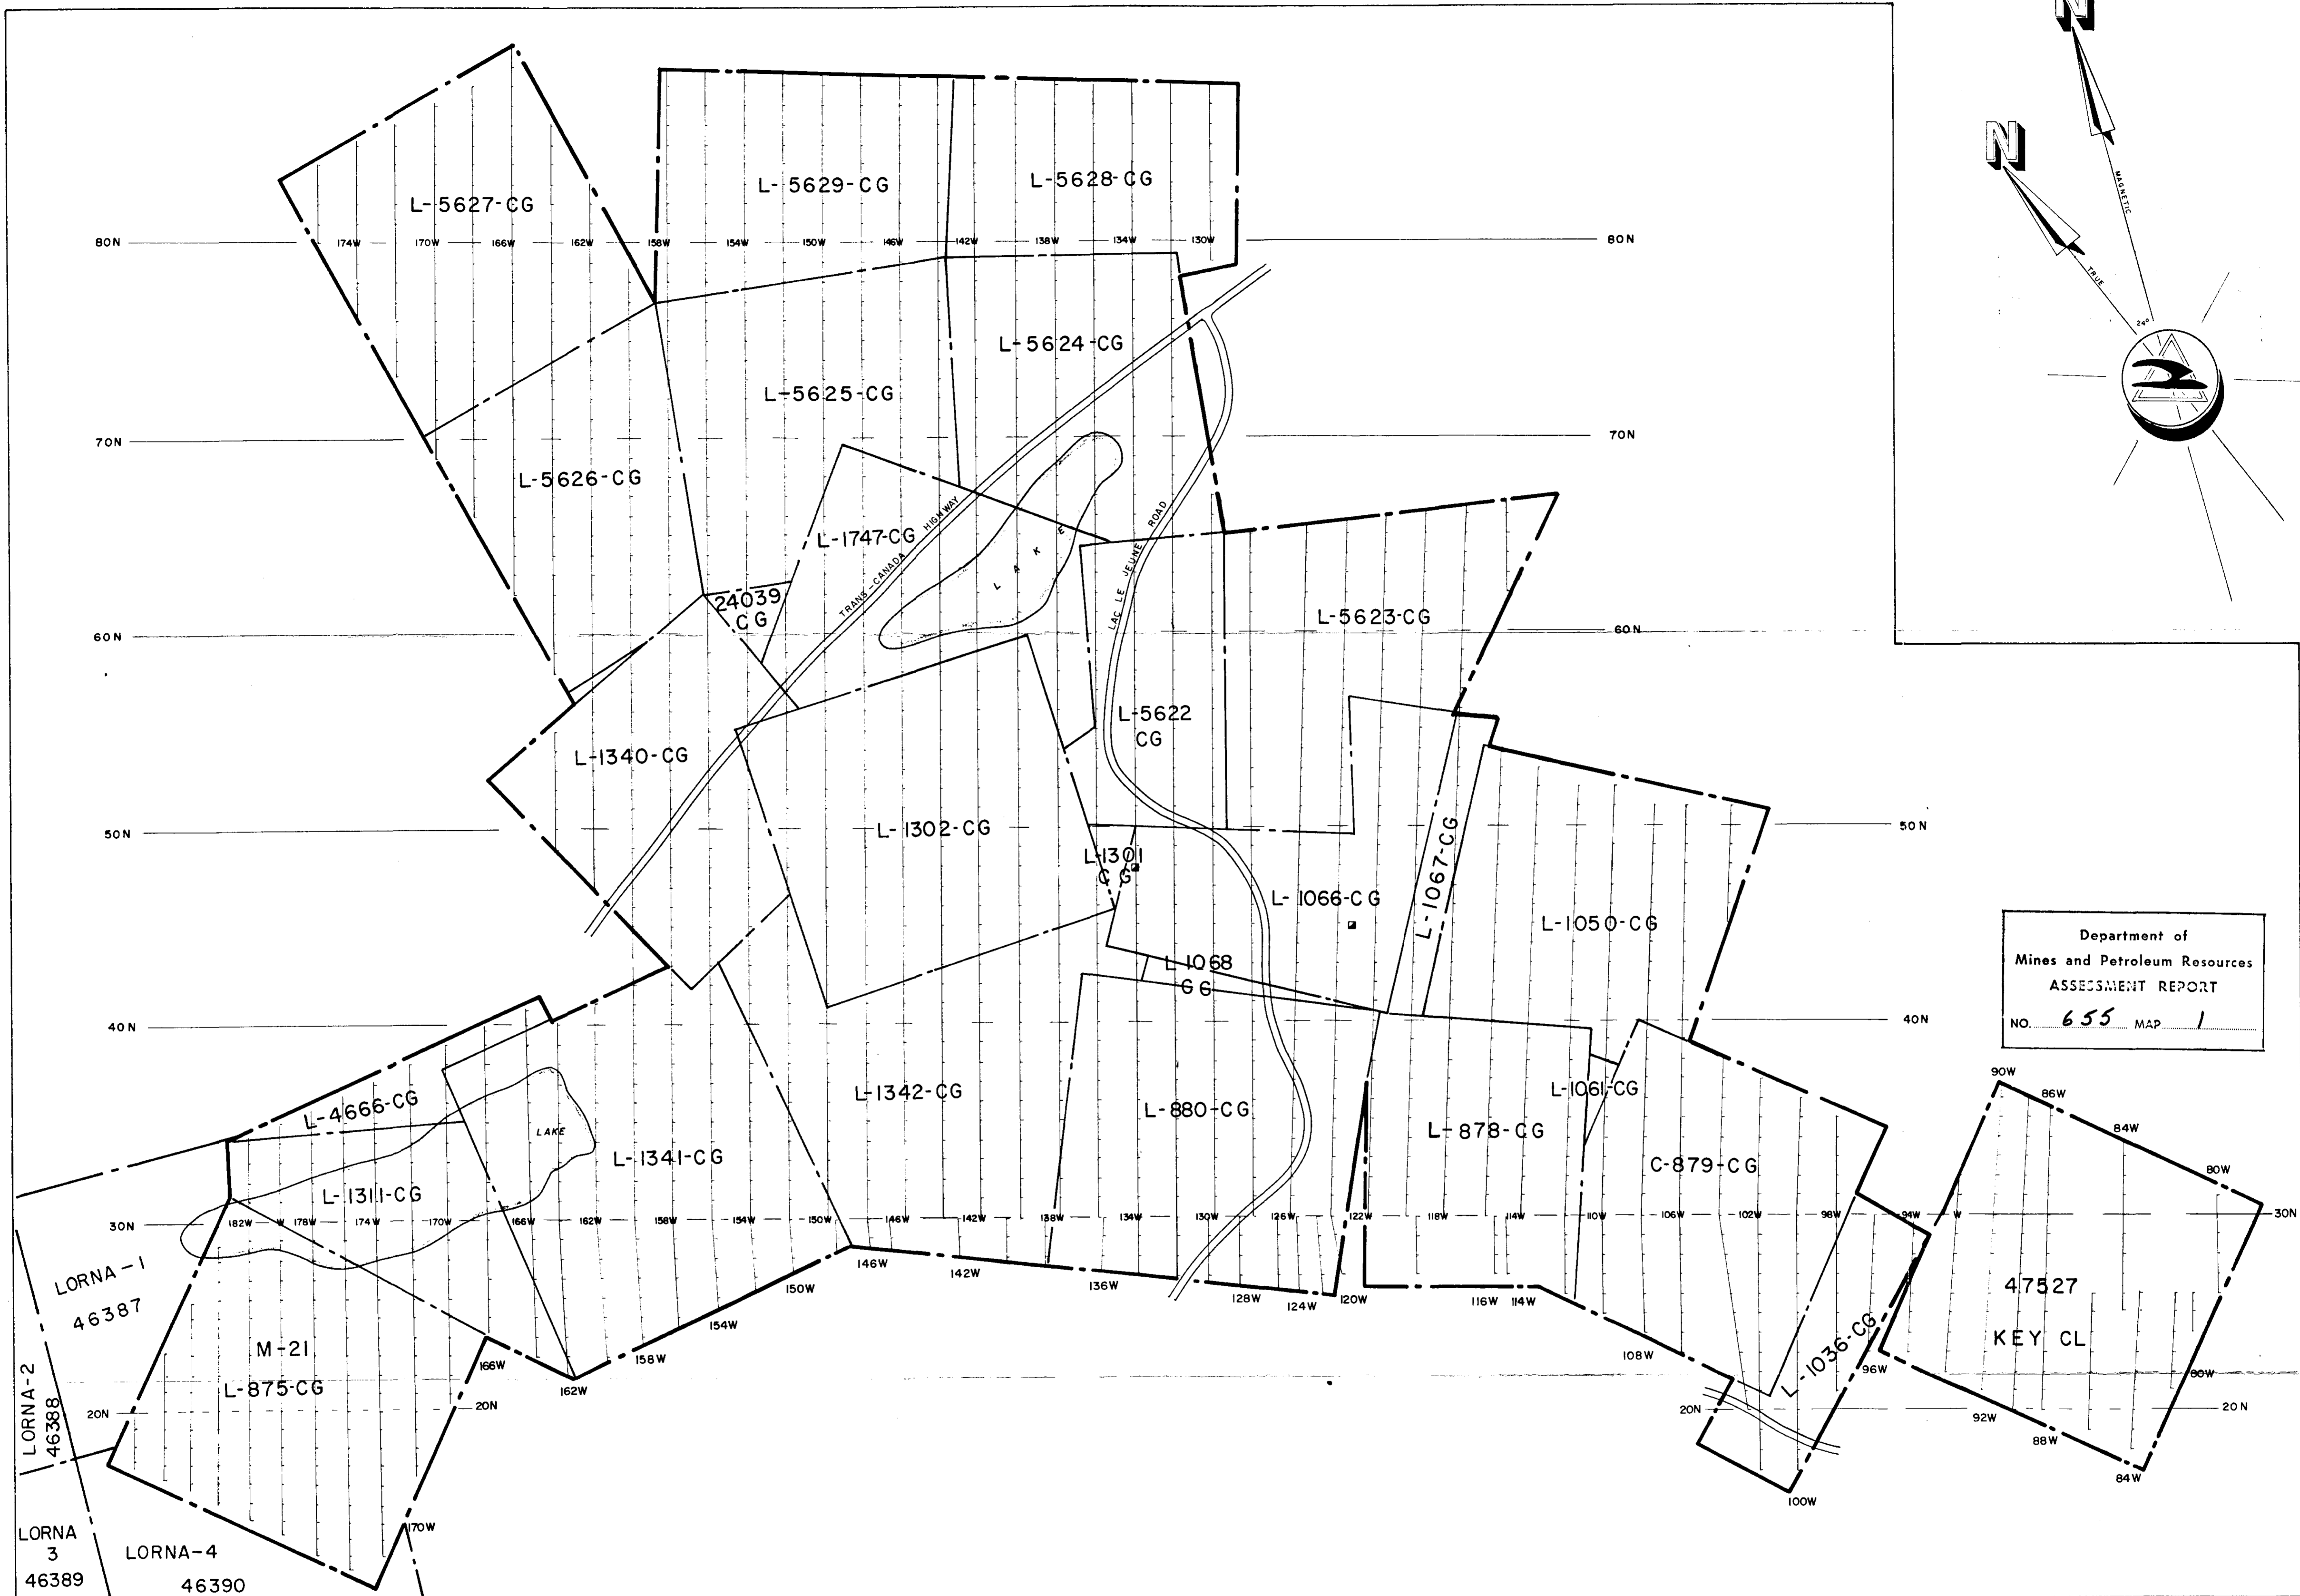 N
N
MAGNETIC
TRUE
24°
L-5627-CG
L-5629-CG
L-5628-CG
80N
174W
170W
166W
162W
158W
154W
150W
146W
142W
138W
134W
130W
80N
L-5624-CG
L-5625-CG
70N
70N
L-5626-CG
L-1747-CG
TRANS-CANADA HIGHWAY
LAKE
LAC LE JEUNE ROAD
24039
CG
L-5623-CG
60N
60N
L-5622
CG
L-1340-CG
50N
L-1302-CG
50N
L-1301
CG
L-1067-CG
L-1066-CG
L-1050-CG
Department of
Mines and Petroleum Resources
ASSESSMENT REPORT
NO. 655 MAP 1
L-1068
GG
40N
40N
L-4666-CG
LAKE
L-1342-CG
L-880-CG
L-878-CG
L-1061-CG
90W
86W
84W
80W
L-1341-CG
C-879-CG
L-1311-CG
30N
182W
W
178W
174W
170W
166W
162W
158W
154W
150W
146W
142W
138W
134W
130W
126W
122W
118W
114W
110W
106W
102W
98W
94W
W
30N
LORNA-1
46387
146W
142W
136W
128W
124W
120W
116W
114W
150W
154W
158W
162W
166W
108W
96W
47527
KEY CL
L-1036-CG
M-21
L-875-CG
LORNA-2
46388
20N
20N
20N
80W
20N
92W
88W
84W
100W
170W
LORNA
3
46389
LORNA-4
46390